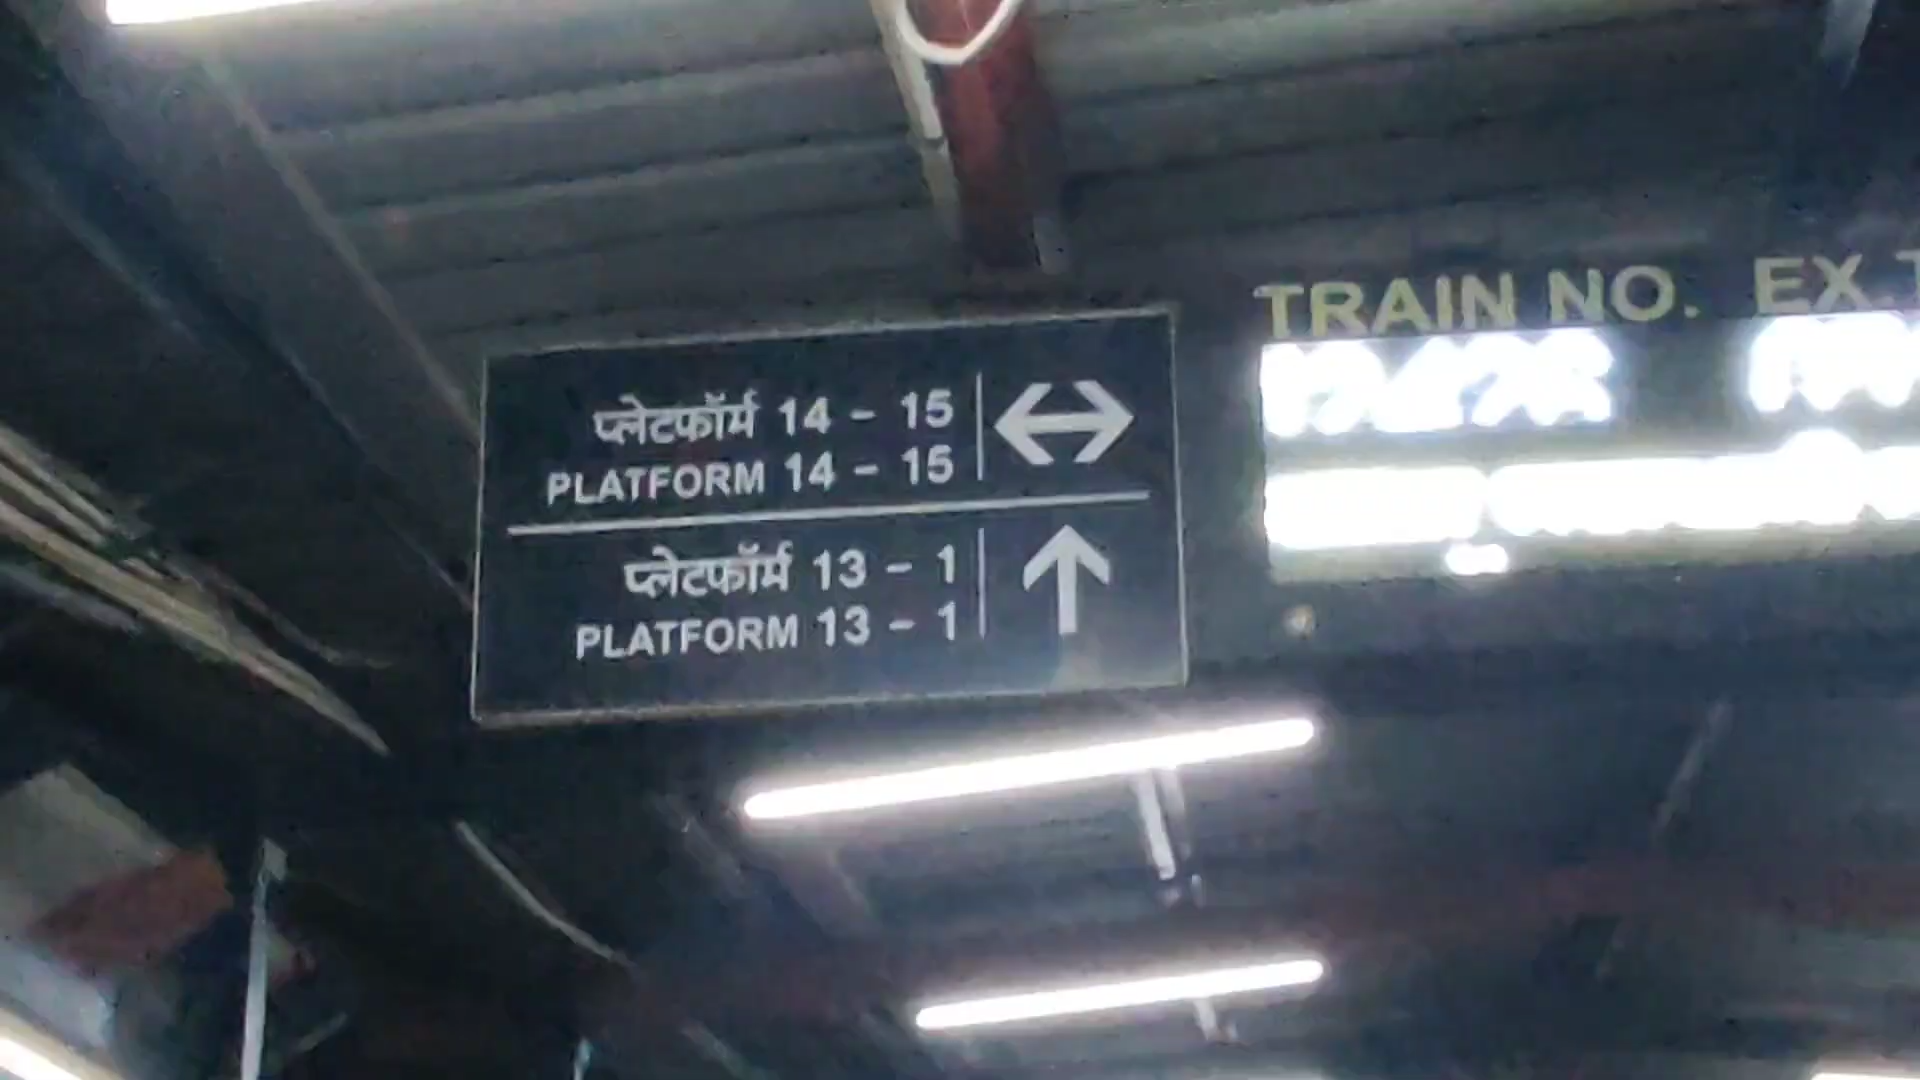 प्लेटफॉर्म 14 - 15
PLATFORM 14 - 15
प्लेटफॉर्म 13 - 1
PLATFORM 13 - 1
TRAIN NO. EX.T